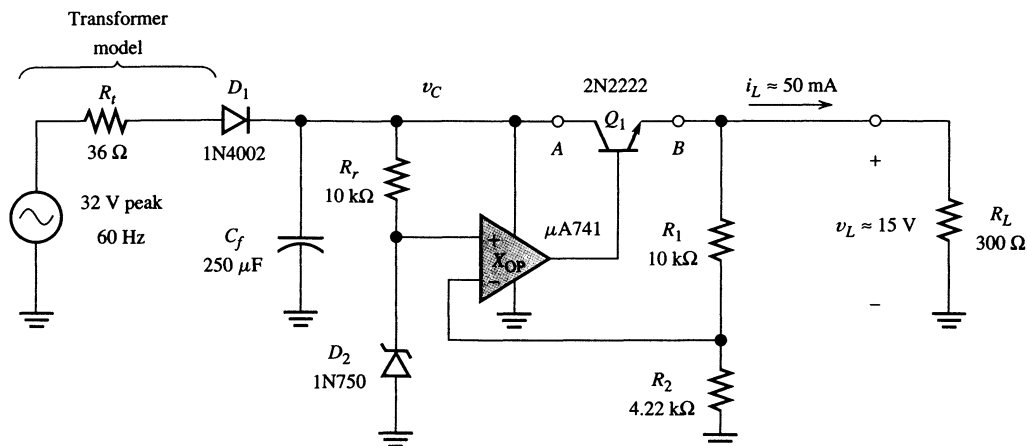 Transformer
model
R_t
36 Ω
D_1
1N4002
v_C
2N2222
Q_1
A
B
i_L ≈ 50 mA
32 V peak
60 Hz
C_f
250 μF
R_r
10 kΩ
+
X_OP
−
μA741
R_1
10 kΩ
+
v_L ≈ 15 V
−
R_L
300 Ω
D_2
1N750
R_2
4.22 kΩ